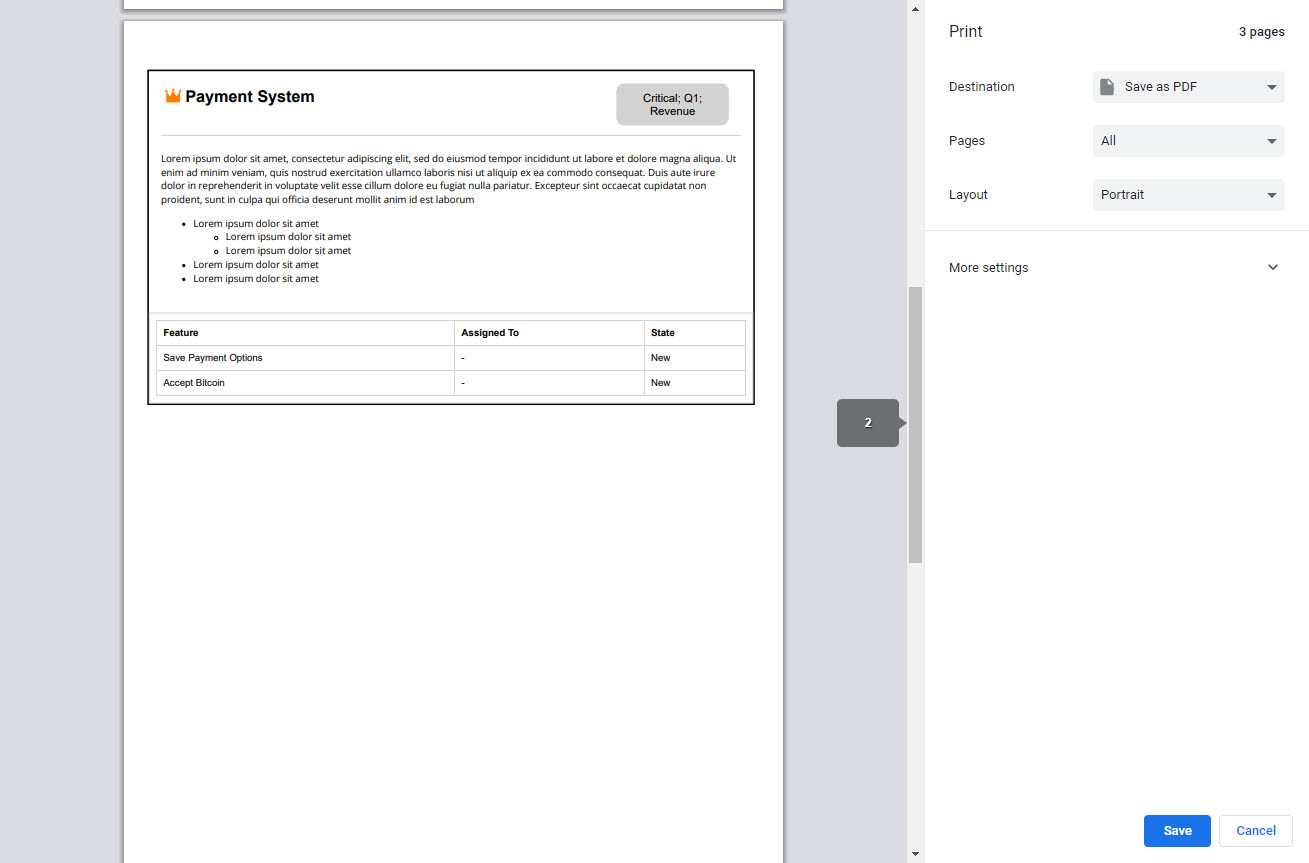 Payment System
Critical; Q1;
Revenue
Lorem ipsum dolor sit amet, consectetur adipiscing elit, sed do eiusmod tempor incididunt ut labore et dolore magna aliqua. Ut
enim ad minim veniam, quis nostrud exercitation ullamco laboris nisi ut aliquip ex ea commodo consequat. Duis aute irure
dolor in reprehenderit in voluptate velit esse cillum dolore eu fugiat nulla pariatur. Excepteur sint occaecat cupidatat non
proident, sunt in culpa qui officia deserunt mollit anim id est laborum
• Lorem ipsum dolor sit amet
◦ Lorem ipsum dolor sit amet
◦ Lorem ipsum dolor sit amet
• Lorem ipsum dolor sit amet
• Lorem ipsum dolor sit amet
Feature Assigned To State
Save Payment Options - New
Accept Bitcoin - New
2
Print 3 pages
Destination Save as PDF
Pages All
Layout Portrait
More settings
Save Cancel